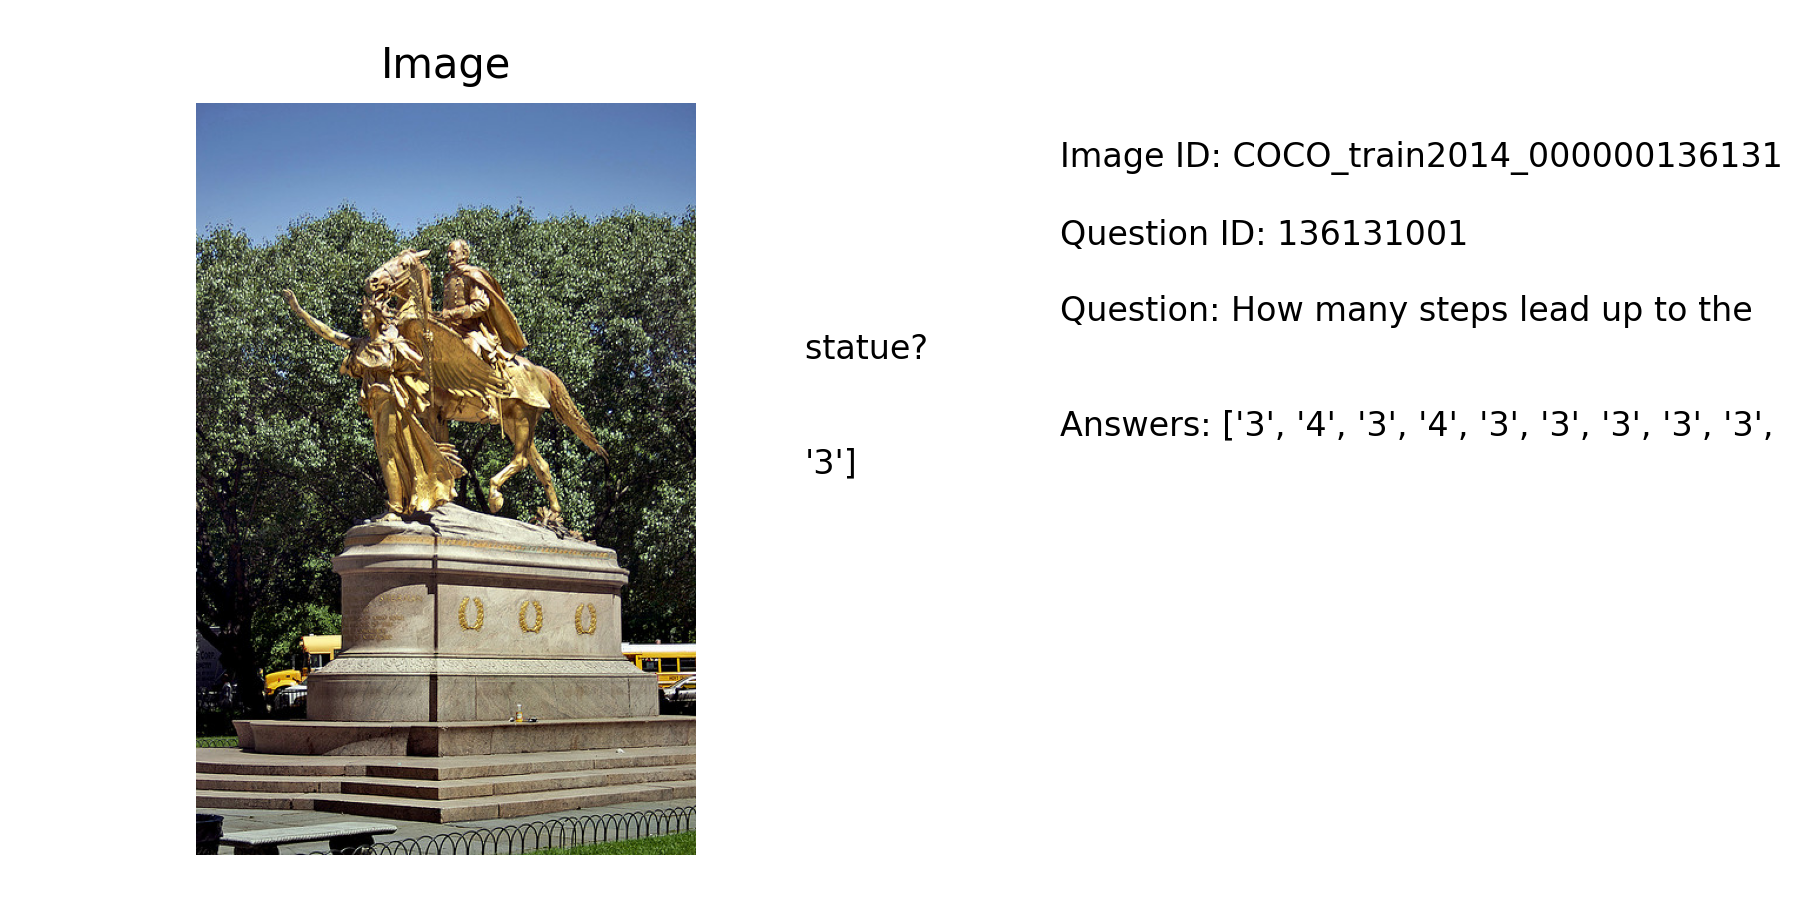 Image
Image ID: COCO_train2014_000000136131
Question ID: 136131001
Question: How many steps lead up to the
statue?
Answers: ['3', '4', '3', '4', '3', '3', '3', '3', '3',
'3']